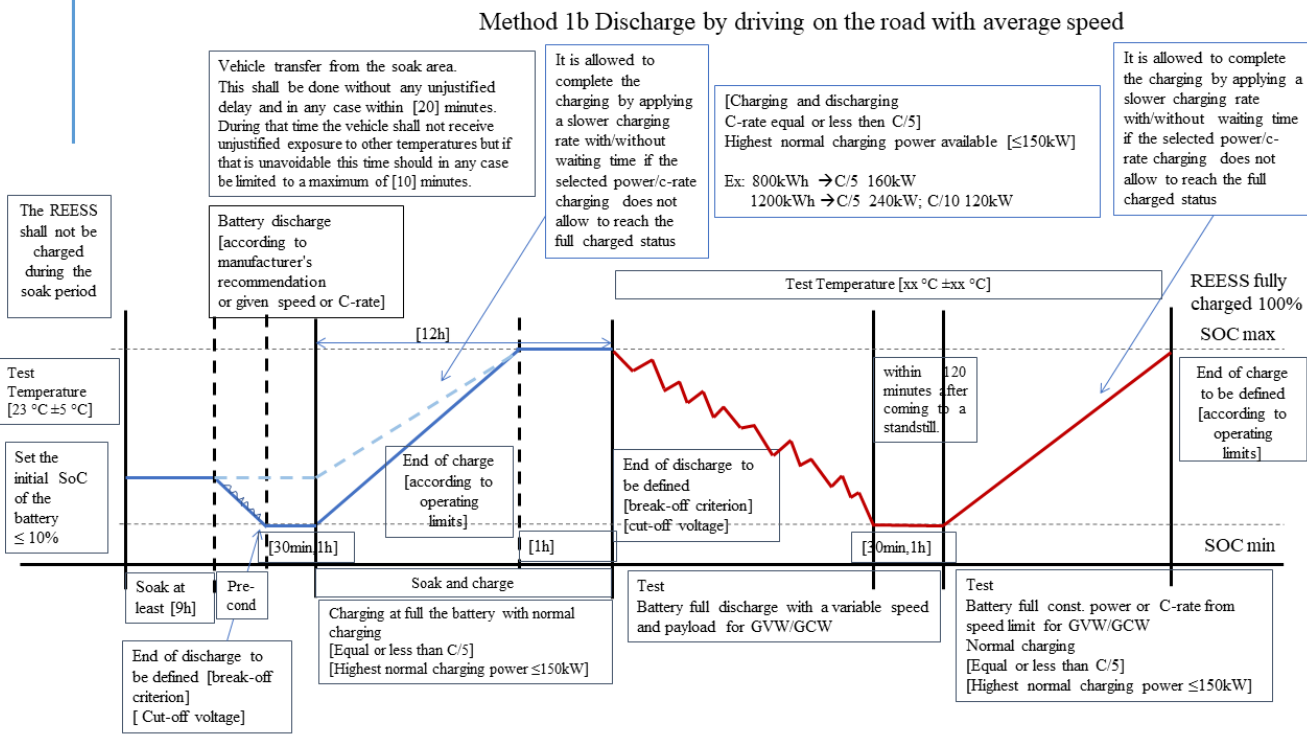 Method 1b Discharge by driving on the road with average speed
Vehicle transfer from the soak area.
This shall be done without any unjustified
delay and in any case within [20] minutes.
During that time the vehicle shall not receive
unjustified exposure to other temperatures but if
that is unavoidable this time should in any case
be limited to a maximum of [10] minutes.
It is allowed to
complete the
charging by applying
a slower charging
rate with/without
waiting time if the
selected power/c-rate
charging does not
allow to reach the
full charged status
[Charging and discharging
C-rate equal or less then C/5]
Highest normal charging power available [≤150kW]
Ex: 800kWh →C/5 160kW
1200kWh →C/5 240kW; C/10 120kW
It is allowed to complete
the charging by applying a
slower charging rate
with/without waiting time
if the selected power/c-
rate charging does not
allow to reach the full
charged status
The REESS
shall not be
charged
during the
soak period
Battery discharge
[according to
manufacturer's
recommendation
or given speed or C-rate]
Test Temperature [xx °C ±xx °C]
REESS fully
charged 100%
SOC max
[12h]
Test
Temperature
[23 °C ±5 °C]
within 120
minutes after
coming to a
standstill.
End of charge
to be defined
[according to
operating
limits]
Set the
initial SoC
of the
battery
≤ 10%
End of charge
[according to
operating
limits]
End of discharge to
be defined
[break-off criterion]
[cut-off voltage]
[30min,1h]
[1h]
[30min,1h]
SOC min
Soak at
least [9h]
Pre-
cond
Soak and charge
Charging at full the battery with normal
charging
[Equal or less than C/5]
[Highest normal charging power ≤150kW]
Test
Battery full discharge with a variable speed
and payload for GVW/GCW
Test
Battery full const. power or C-rate from
speed limit for GVW/GCW
Normal charging
[Equal or less than C/5]
[Highest normal charging power ≤150kW]
End of discharge to
be defined [break-off
criterion]
[ Cut-off voltage]